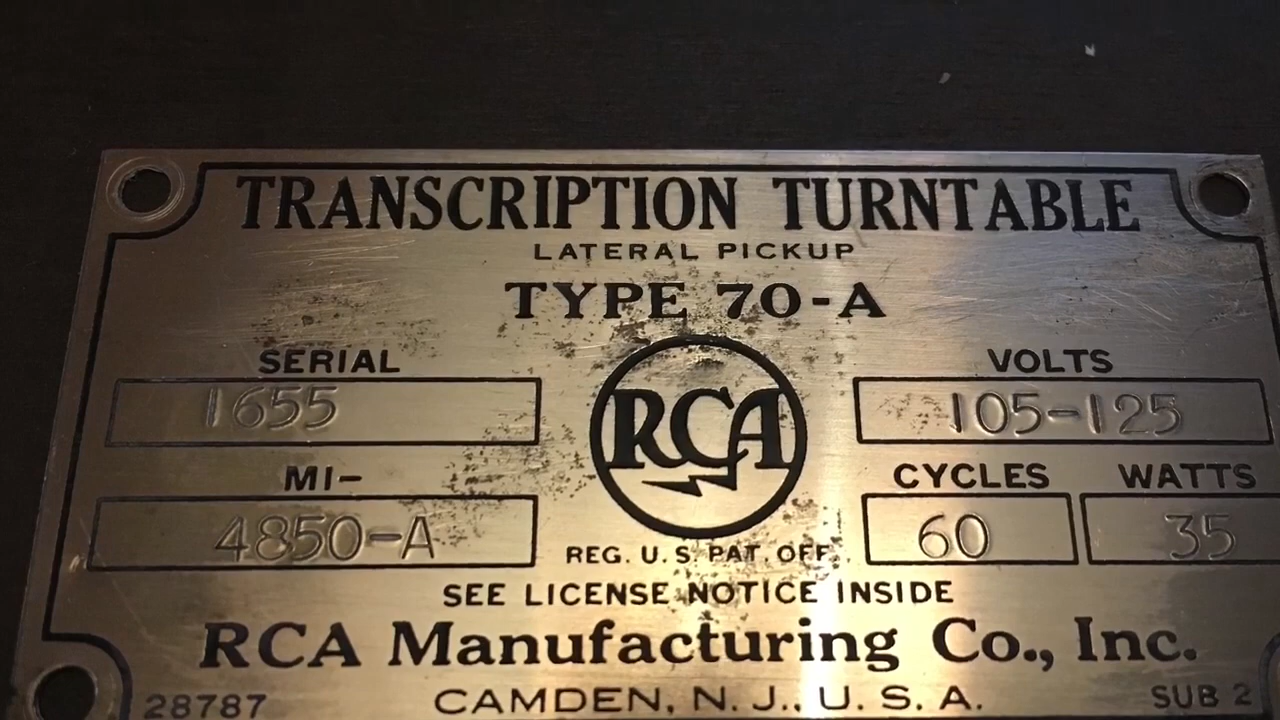 TRANSCRIPTION TURNTABLE
LATERAL PICKUP
TYPE 70-A
SERIAL
1655
MI-
4850-A
RCA
REG. U.S. PAT. OFF.
VOLTS
105-125
CYCLES WATTS
60 35
SEE LICENSE NOTICE INSIDE
RCA Manufacturing Co., Inc.
28787 CAMDEN, N. J., U. S. A. SUB 2